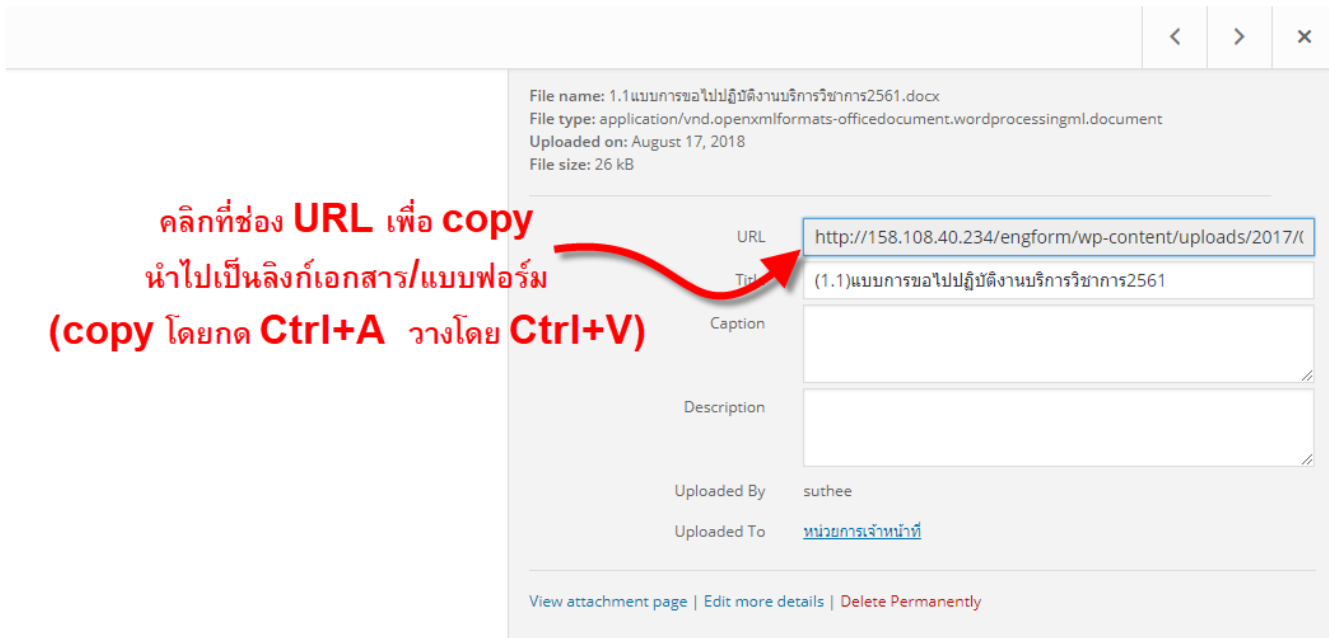 File name: 1.1แบบการขอไปปฏิบัติงานบริการวิชาการ2561.docx
File type: application/vnd.openxmlformats-officedocument.wordprocessingml.document
Uploaded on: August 17, 2018
File size: 26 kB
คลิกที่ช่อง URL เพื่อ copy
นำไปเป็นลิงก์เอกสาร/แบบฟอร์ม
(copy โดยกด Ctrl+A วางโดย Ctrl+V)
URL http://158.108.40.234/engform/wp-content/uploads/2017/(
Title (1.1)แบบการขอไปปฏิบัติงานบริการวิชาการ2561
Caption
Description
Uploaded By suthee
Uploaded To หน่วยการเจ้าหน้าที่
View attachment page | Edit more details | Delete Permanently